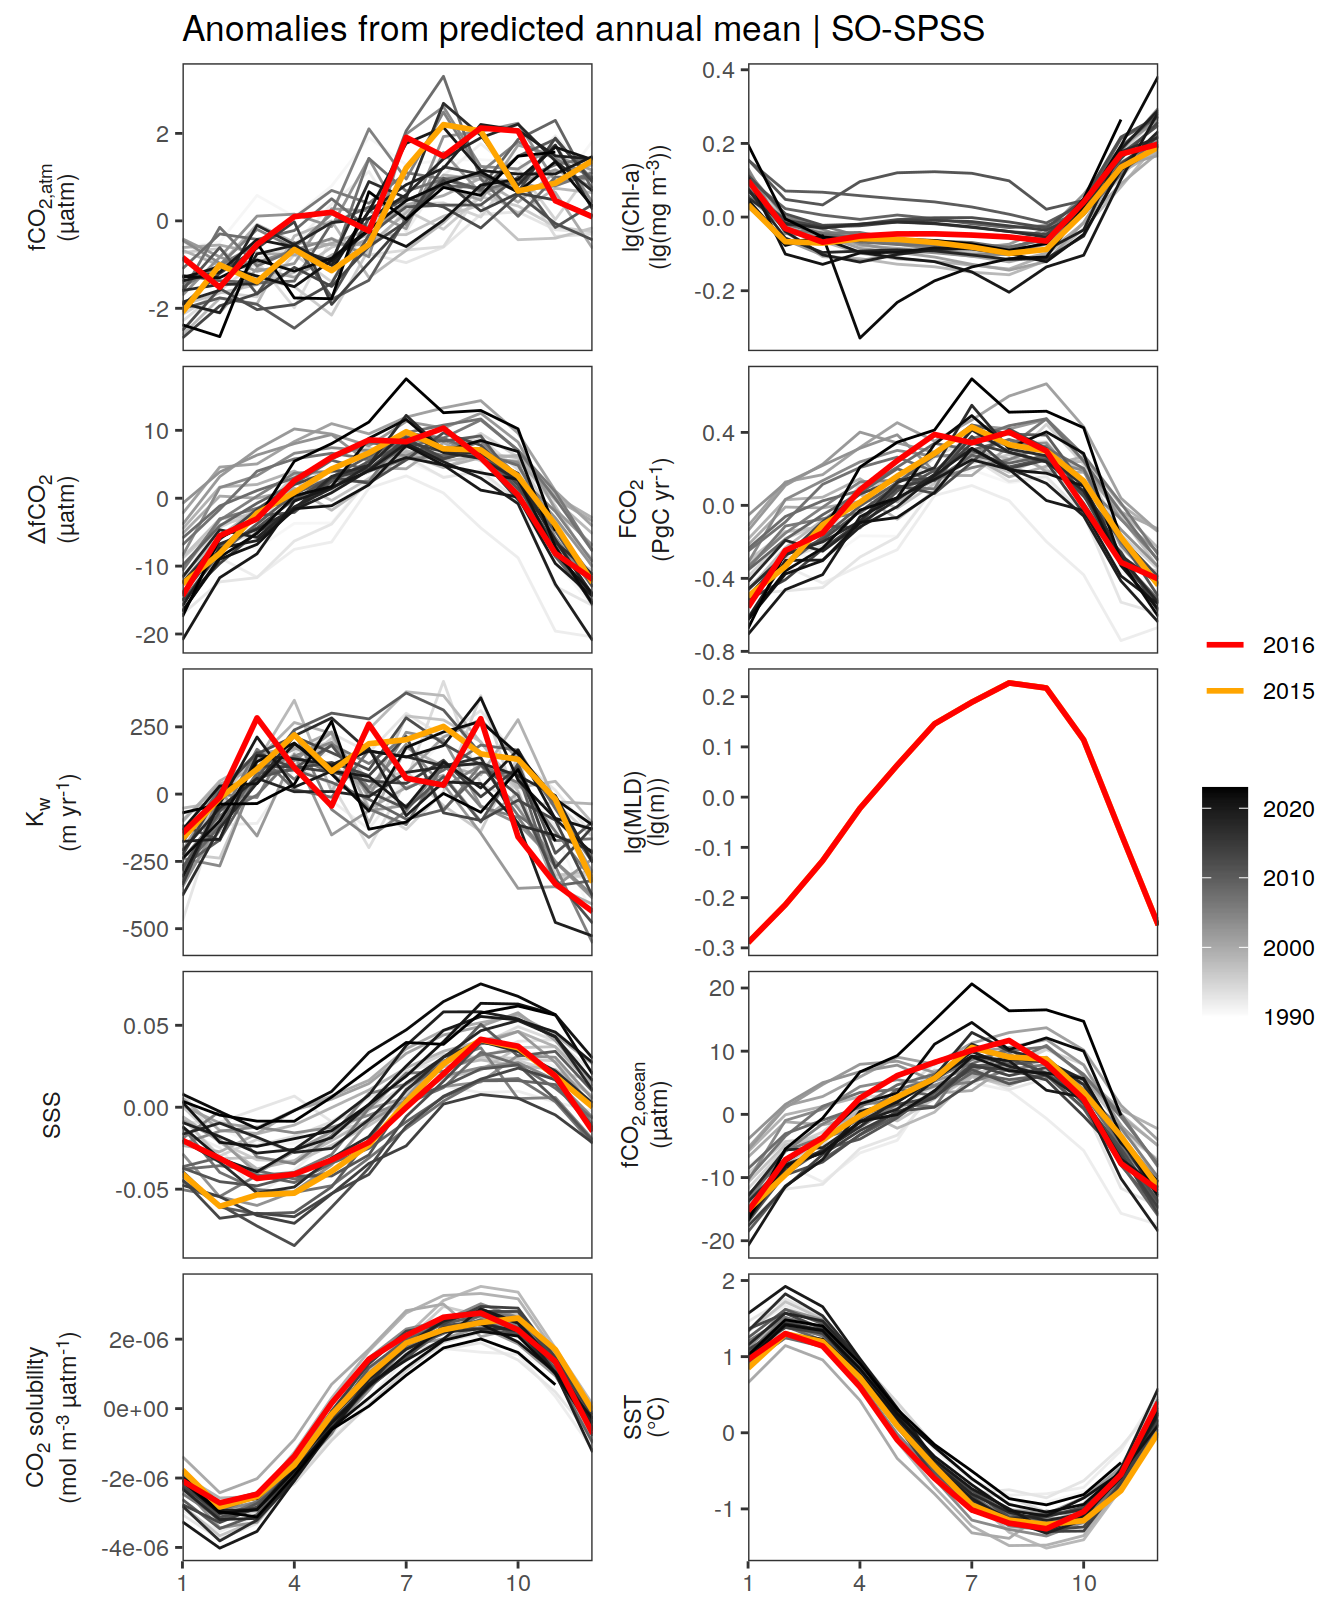 Anomalies from predicted annual mean | SO-SPSS
fCO2,atm
(µatm)
2
0
-2
lg(Chl-a)
(lg(mg m-3))
0.4
0.2
0.0
-0.2
ΔfCO2
(µatm)
10
0
-10
-20
FCO2
(PgC yr-1)
0.4
0.0
-0.4
-0.8
Kw
(m yr-1)
250
0
-250
-500
lg(MLD)
(lg(m))
0.2
0.1
0.0
-0.1
-0.2
-0.3
SSS
0.05
0.00
-0.05
fCO2,ocean
(µatm)
20
10
0
-10
-20
CO2 solubility
(mol m-3 µatm-1)
2e-06
0e+00
-2e-06
-4e-06
SST
(°C)
2
1
0
-1
1 4 7 10
1 4 7 10
2016
2015
2020
2010
2000
1990